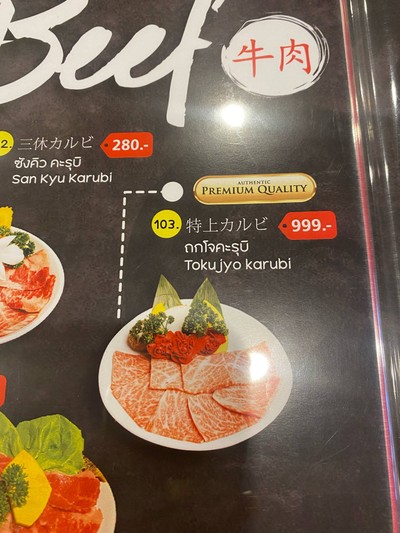 Beef
牛肉
2. 三休カルビ 280.-
ซังคิว คะรุบิ
San Kyu Karubi
AUTHENTIC
PREMIUM QUALITY
103. 特上カルビ 999.-
ถกโจคะรุบิ
Tokujyo karubi